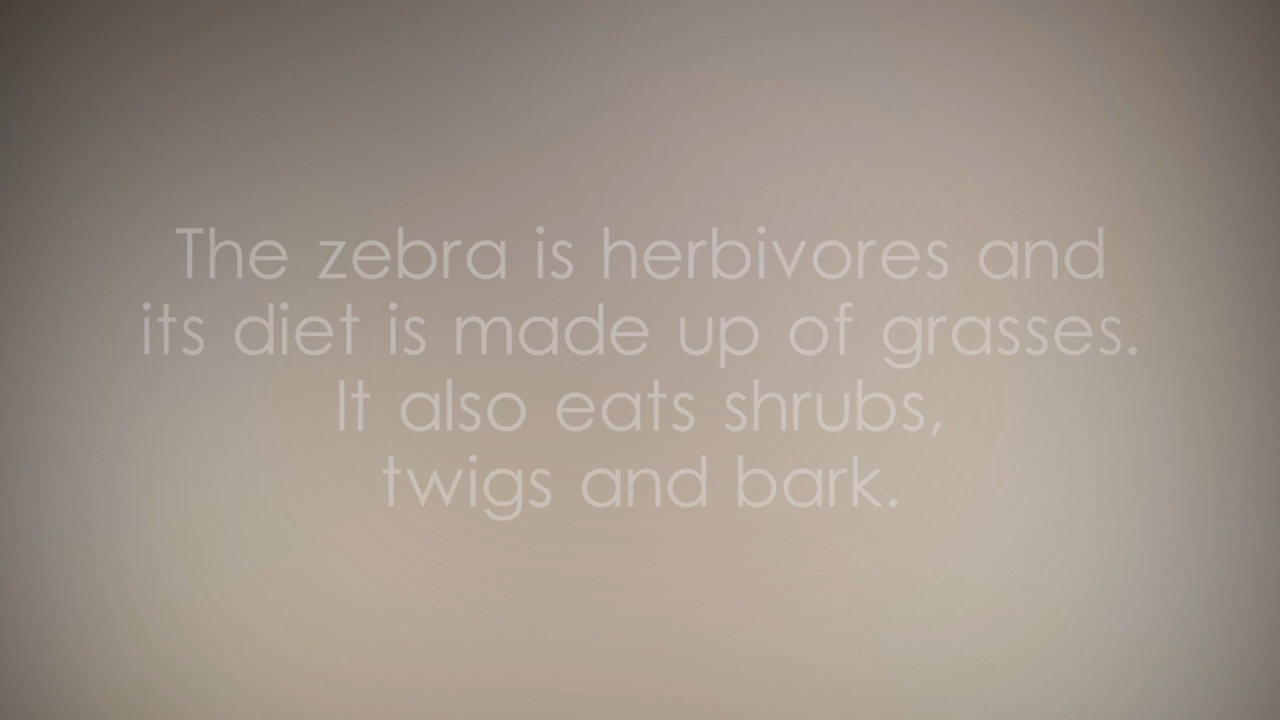 The zebra is herbivores and
its diet is made up of grasses.
It also eats shrubs,
twigs and bark.